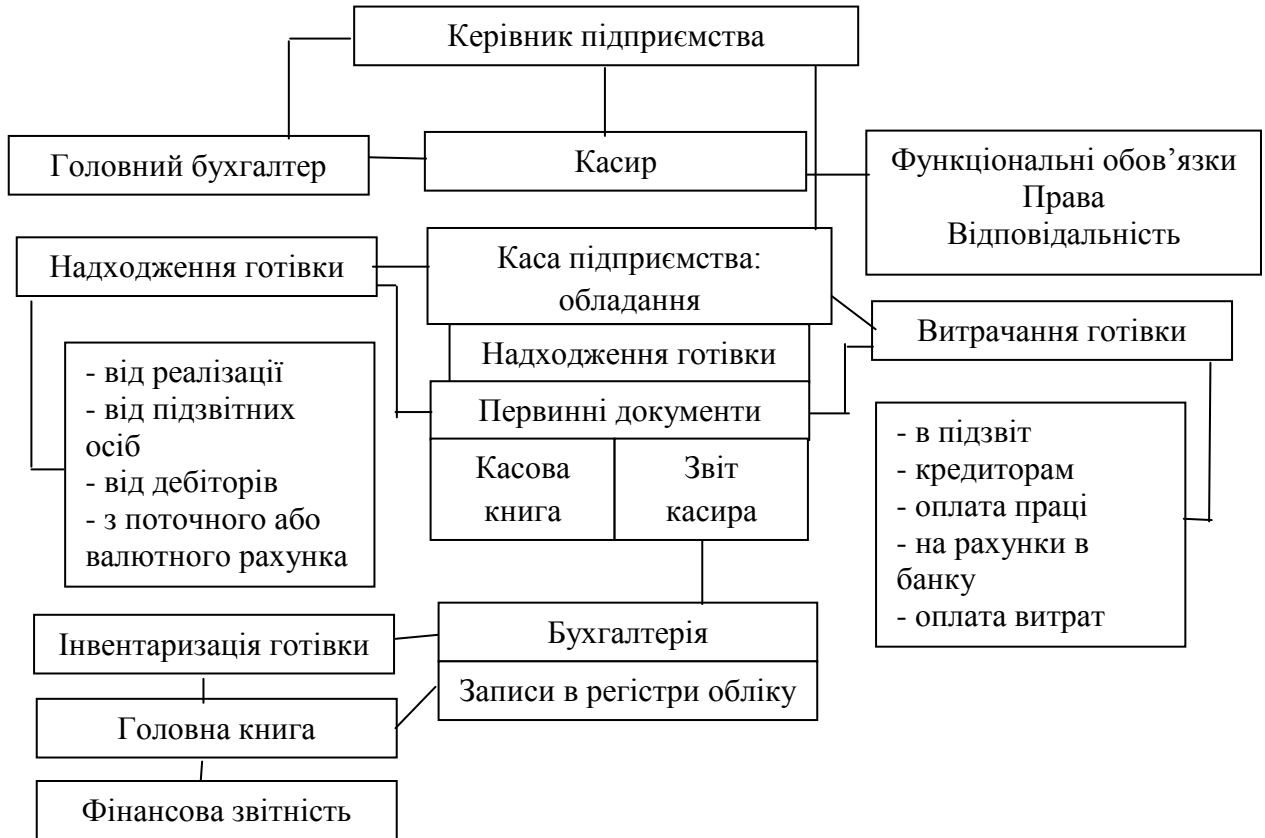 Керівник підприємства
Головний бухгалтер
Касир
Функціональні обов’язки
Права
Відповідальність
Надходження готівки
Каса підприємства:
обладання
Витрачання готівки
Надходження готівки
- від реалізації
- від підзвітних
осіб
- від дебіторів
- з поточного або
валютного рахунка
Первинні документи
Касова
книга
Звіт
касира
- в підзвіт
- кредиторам
- оплата праці
- на рахунки в
банку
- оплата витрат
Інвентаризація готівки
Бухгалтерія
Записи в регістри обліку
Головна книга
Фінансова звітність